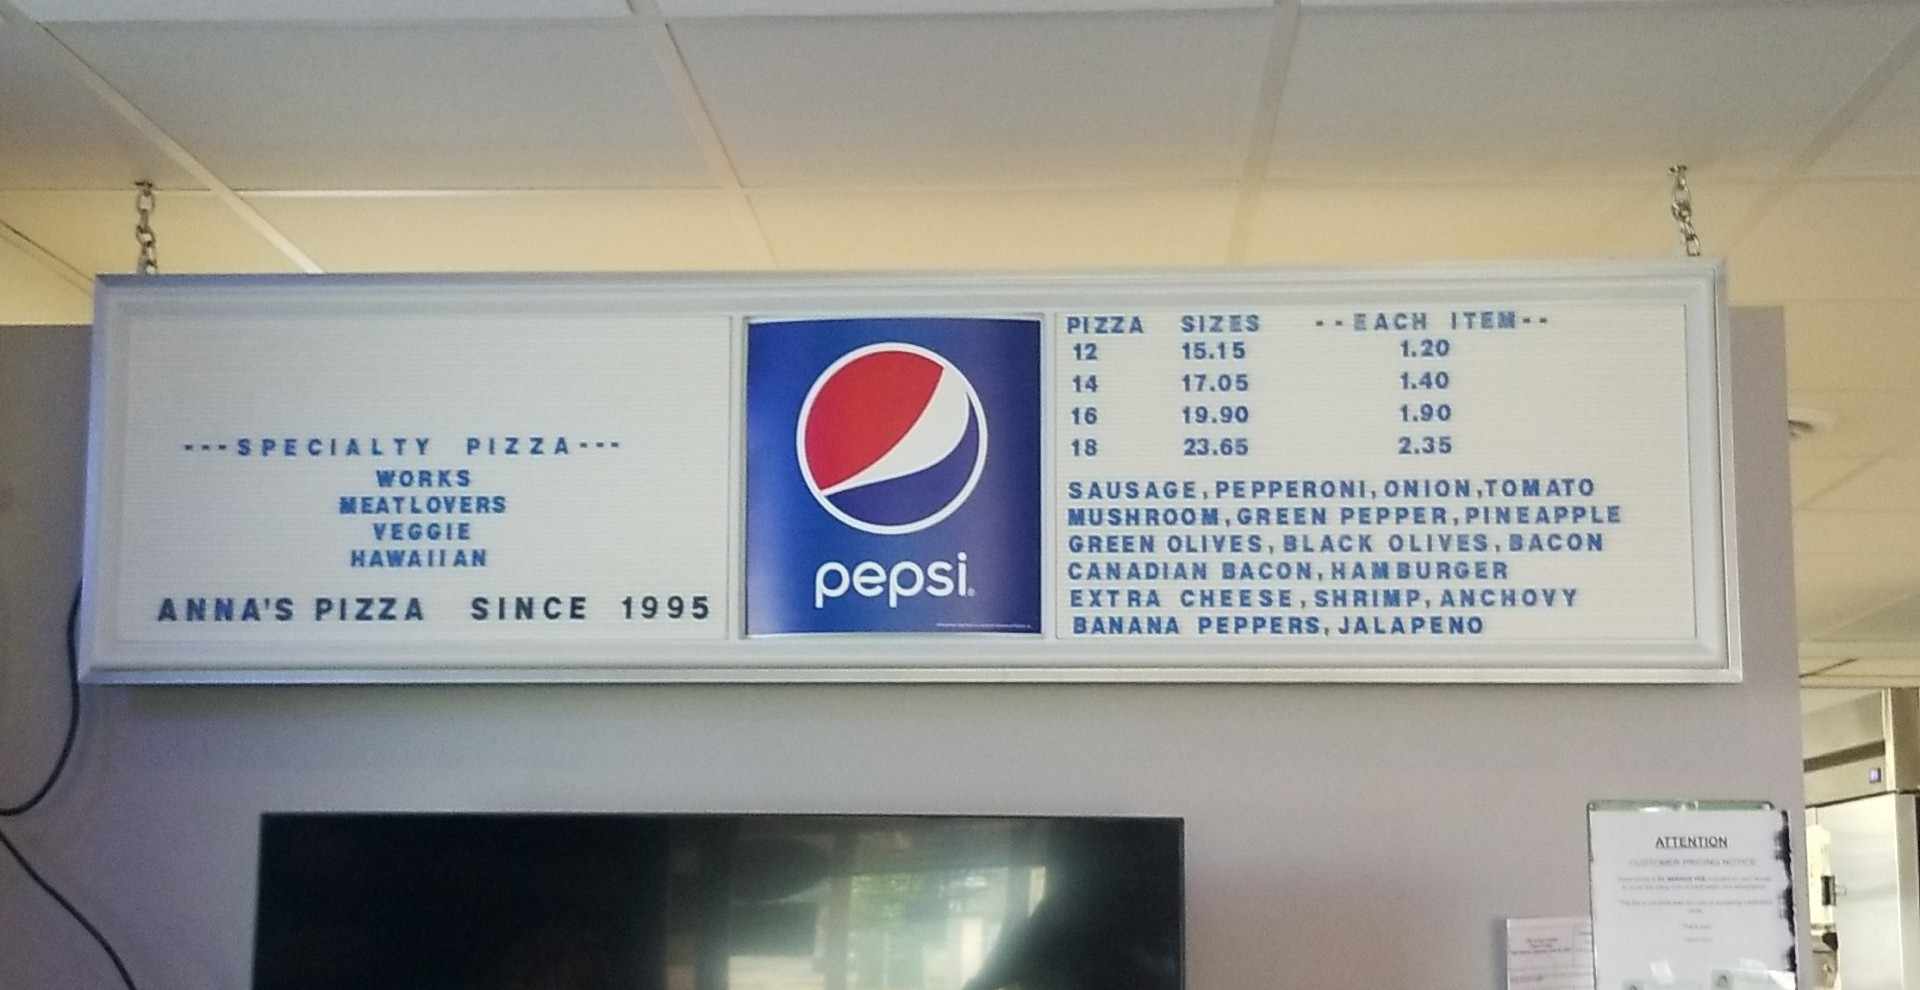 ---SPECIALTY PIZZA---
WORKS
MEATLOVERS
VEGGIE
HAWAIIAN
ANNA'S PIZZA SINCE 1995
pepsi
PIZZA SIZES --EACH ITEM--
12 15.15 1.20
14 17.05 1.40
16 19.90 1.90
18 23.65 2.35
SAUSAGE,PEPPERONI,ONION,TOMATO
MUSHROOM,GREEN PEPPER,PINEAPPLE
GREEN OLIVES,BLACK OLIVES,BACON
CANADIAN BACON,HAMBURGER
EXTRA CHEESE,SHRIMP,ANCHOVY
BANANA PEPPERS,JALAPENO
ATTENTION
CUSTOMER PRICING NOTICE